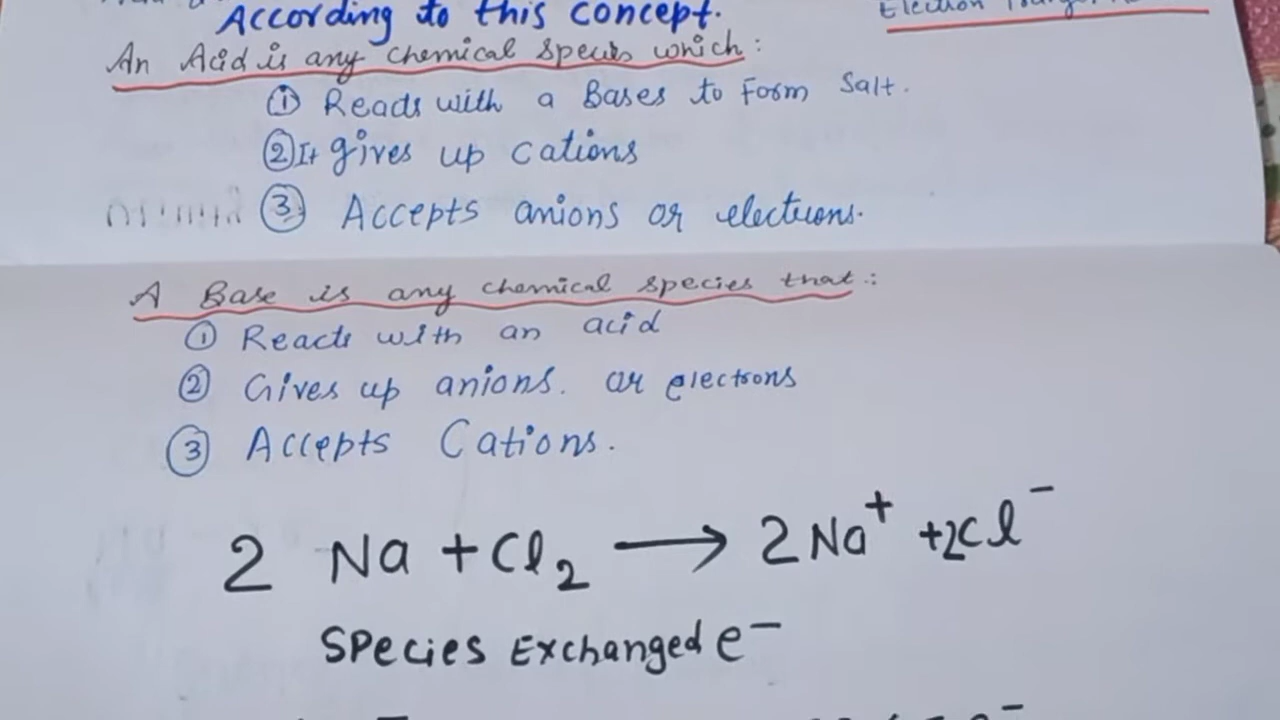 According to this concept.
An Acid is any chemical species which:
① Reacts with a Bases to Form Salt.
② It gives up cations
③ Accepts anions or electrons.
A Base is any chemical species that:
① Reacts with an acid
② Gives up anions. or electrons
③ Accepts Cations.
2 Na + Cl₂ ⟶ 2Na⁺ + 2Cl⁻
Species Exchanged e⁻